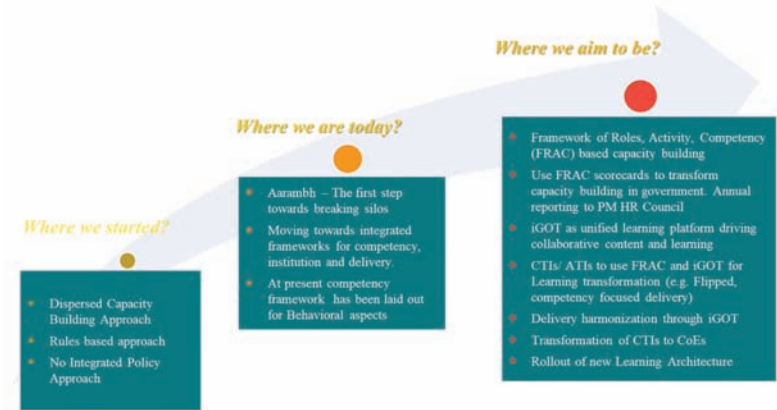 Where we aim to be?
Framework of Roles, Activity, Competency
(FRAC) based capacity building
Use FRAC scorecards to transform
capacity building in government. Annual
reporting to PM HR Council
iGOT as unified learning platform driving
collaborative content and learning
CTIs/ ATIs to use FRAC and iGOT for
Learning transformation (e.g. Flipped,
competency focused delivery)
Delivery harmonization through iGOT
Transformation of CTIs to CoEs
Rollout of new Learning Architecture
Where we are today?
Aarambh – The first step
towards breaking silos
Moving towards integrated
frameworks for competency,
institution and delivery.
At present competency
framework has been laid out
for Behavioral aspects
Where we started?
Dispersed Capacity
Building Approach
Rules based approach
No Integrated Policy
Approach